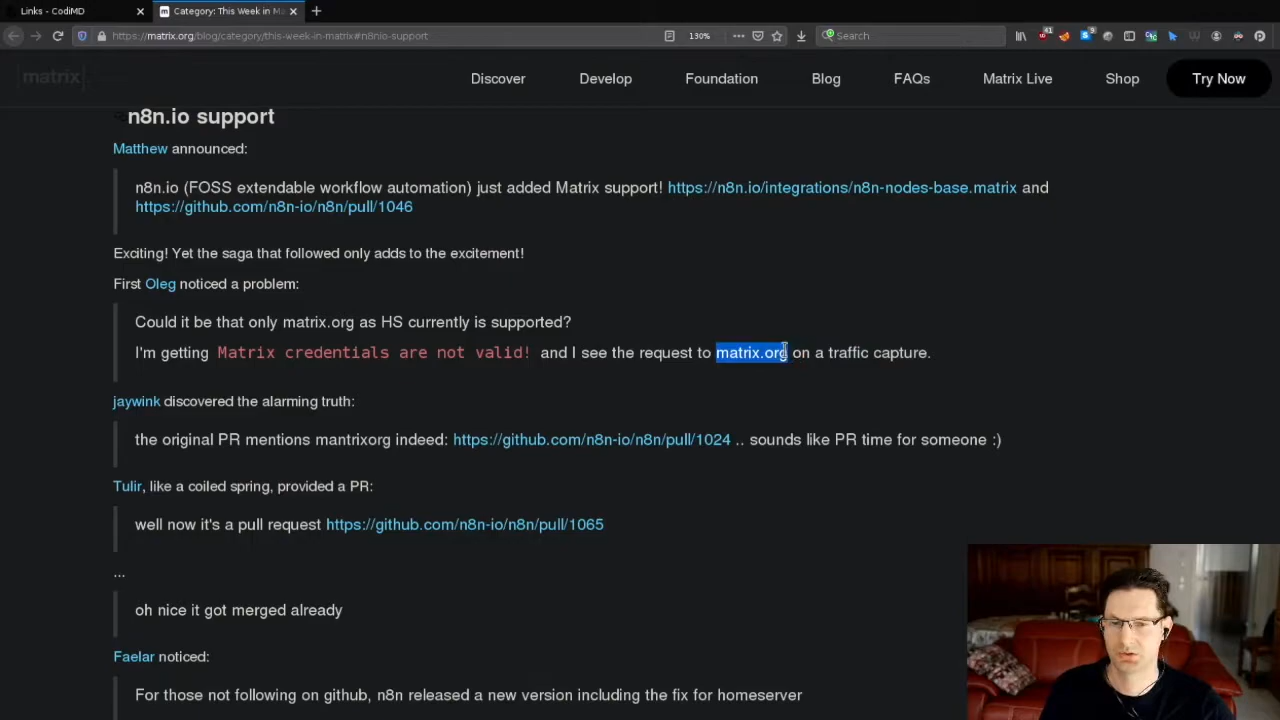 Links - CodiMD
Category: This Week in Ma
https://matrix.org/blog/category/this-week-in-matrix#n8nio-support
130%
Search
41
9
[matrix]
Discover
Develop
Foundation
Blog
FAQs
Matrix Live
Shop
Try Now
n8n.io support
Matthew announced:
n8n.io (FOSS extendable workflow automation) just added Matrix support! https://n8n.io/integrations/n8n-nodes-base.matrix and
https://github.com/n8n-io/n8n/pull/1046
Exciting! Yet the saga that followed only adds to the excitement!
First Oleg noticed a problem:
Could it be that only matrix.org as HS currently is supported?
I'm getting Matrix credentials are not valid! and I see the request to matrix.org on a traffic capture.
jaywink discovered the alarming truth:
the original PR mentions mantrixorg indeed: https://github.com/n8n-io/n8n/pull/1024 .. sounds like PR time for someone :)
Tulir, like a coiled spring, provided a PR:
well now it's a pull request https://github.com/n8n-io/n8n/pull/1065
...
oh nice it got merged already
Faelar noticed:
For those not following on github, n8n released a new version including the fix for homeserver